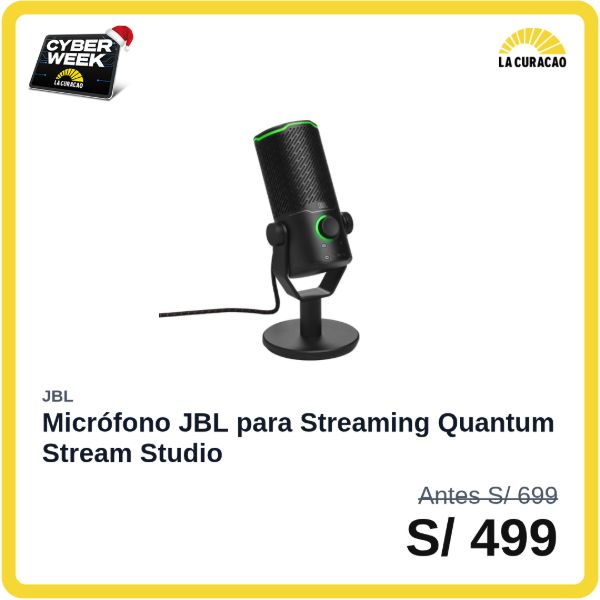 CYBER
WEEK
LA CURACAO
LA CURACAO
JBL
Micrófono JBL para Streaming Quantum
Stream Studio
Antes S/ 699
S/ 499